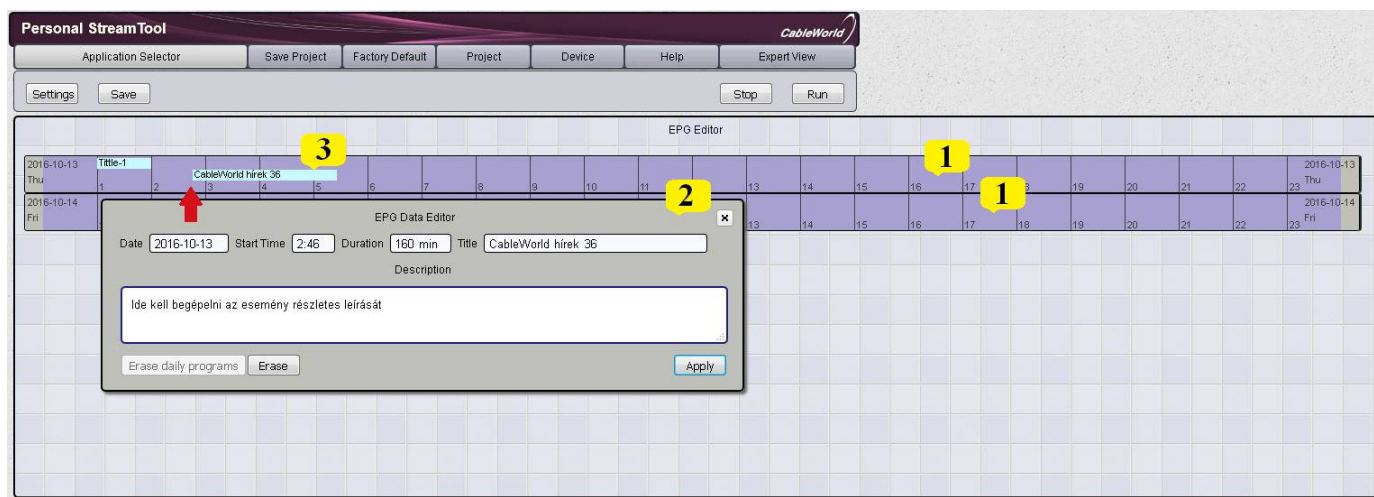 Personal StreamTool
CableWorld
Application Selector Save Project Factory Default Project Device Help Expert View
Settings Save Stop Run
EPG Editor
3 1
2016-10-13 Tittle-1 2016-10-13
Thu CableWorld hírek 36 Thu
1 2 3 4 5 6 7 8 9 10 11 13 14 15 16 17 18 19 20 21 22 23
2 1
2016-10-14 2016-10-14
Fri Fri
13 14 15 16 17 18 19 20 21 22 23
EPG Data Editor x
Date 2016-10-13 Start Time 2:46 Duration 160 min Title CableWorld hírek 36
Description
Ide kell begépelni az esemény részletes leírását
Erase daily programs Erase Apply